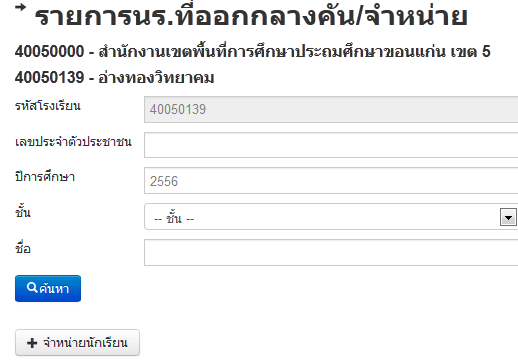 รายการนร.ที่ออกกลางคัน/จำหน่าย
40050000 - สำนักงานเขตพื้นที่การศึกษาประถมศึกษาขอนแก่น เขต 5
40050139 - อ่างทองวิทยาคม
รหัสโรงเรียน 40050139
เลขประจำตัวประชาชน
ปีการศึกษา 2556
ชั้น -- ชั้น --
ชื่อ
ค้นหา
จำหน่ายนักเรียน